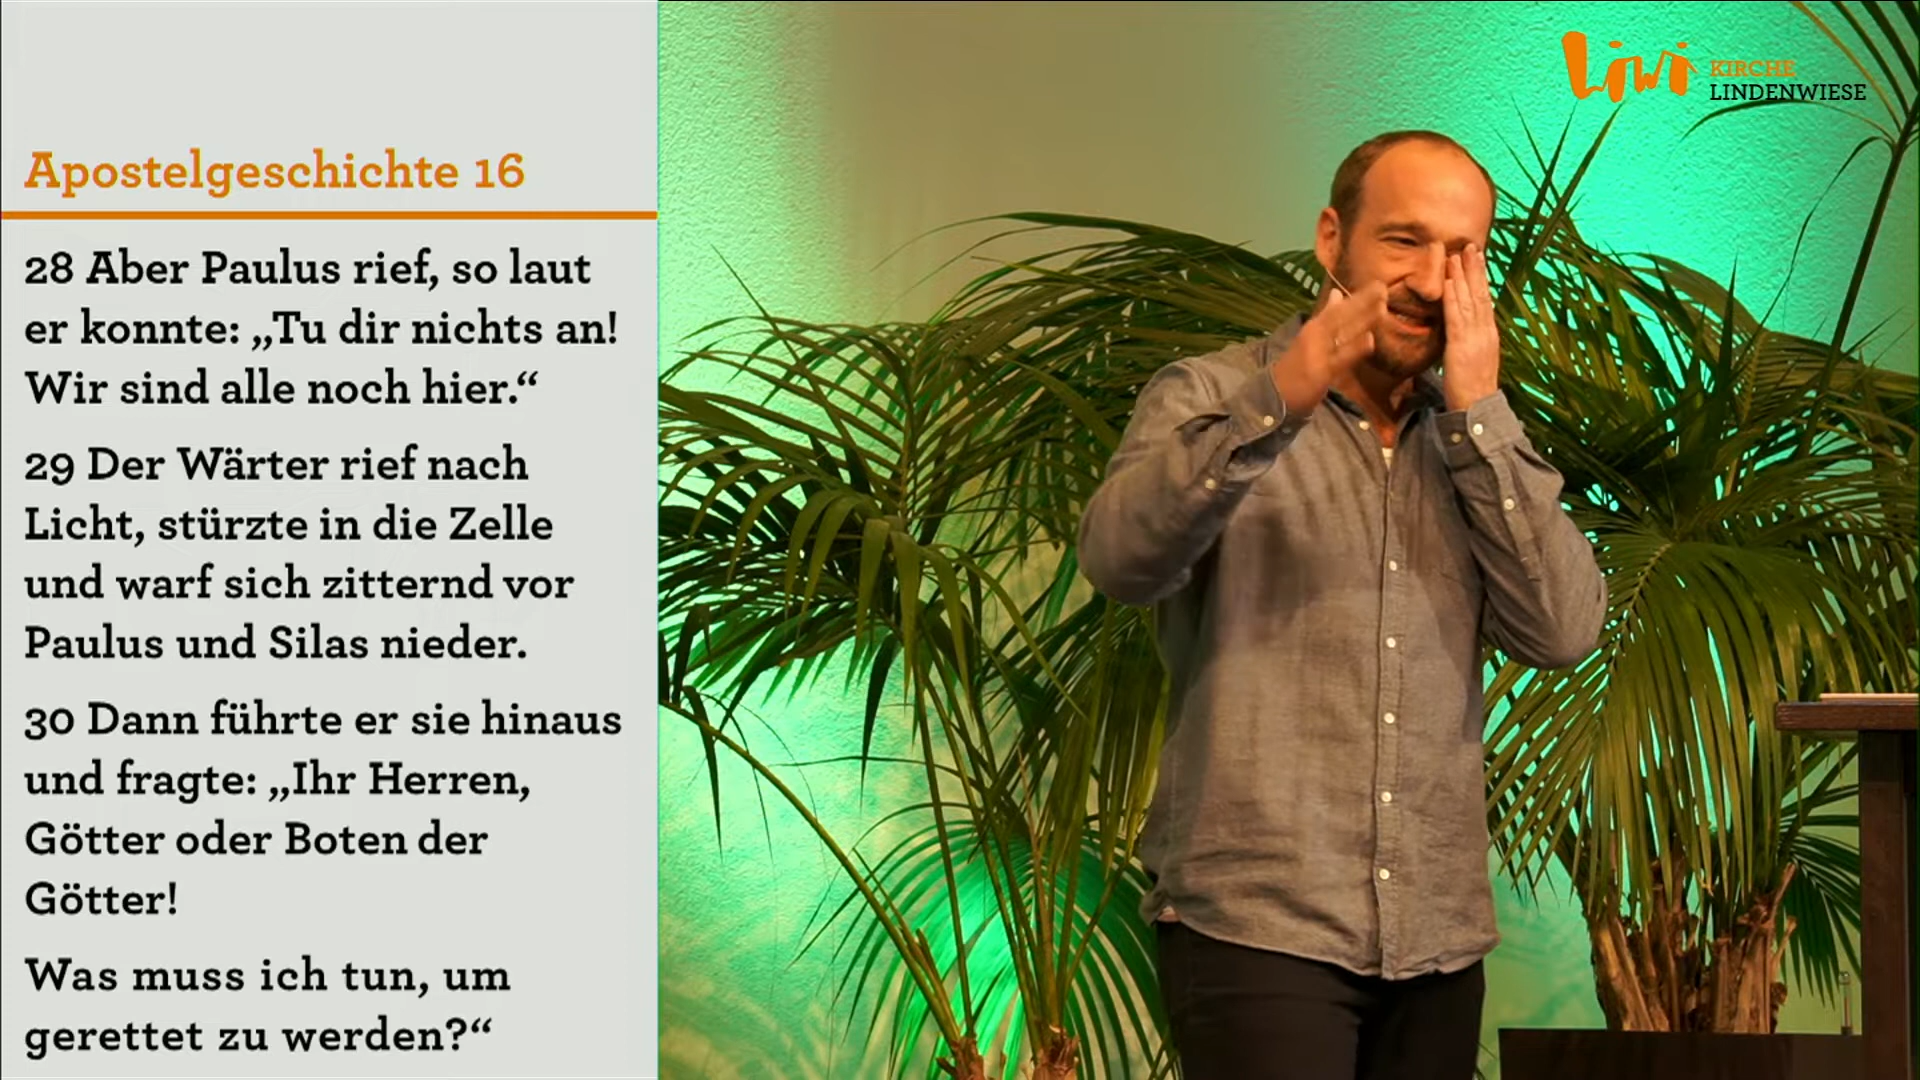 Apostelgeschichte 16
28 Aber Paulus rief, so laut
er konnte: „Tu dir nichts an!
Wir sind alle noch hier.“
29 Der Wärter rief nach
Licht, stürzte in die Zelle
und warf sich zitternd vor
Paulus und Silas nieder.
30 Dann führte er sie hinaus
und fragte: „Ihr Herren,
Götter oder Boten der
Götter!
Was muss ich tun, um
gerettet zu werden?“
Liwi
KIRCHE
LINDENWIESE